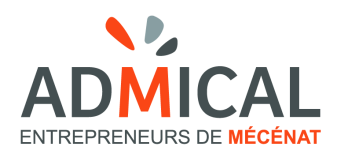 ADMICAL
ENTREPRENEURS DE MÉCÉNAT